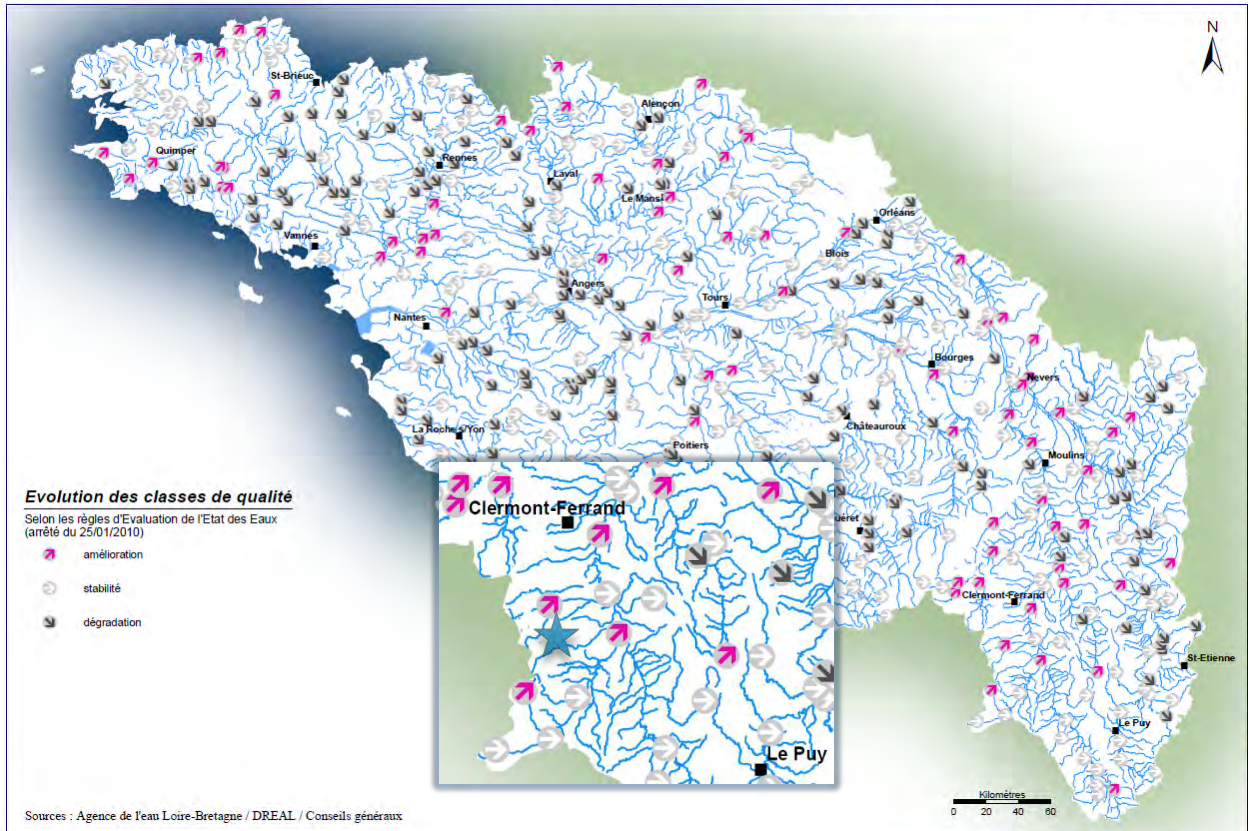 N
St-Brieuc
Alençon
Quimper
Rennes
Laval
Le Mans
Orléans
Vannes
Blois
Angers
Tours
Nantes
Bourges
Nevers
La Roche s/Yon
Châteauroux
Poitiers
Moulins
Evolution des classes de qualité
Selon les règles d'Evaluation de l'Etat des Eaux
(arrêté du 25/01/2010)
amélioration
stabilité
dégradation
Clermont-Ferrand
Le Puy
uéret
Clermont-Ferrand
St-Etienne
Le Puy
Kilomètres
0 20 40 60
Sources : Agence de l'eau Loire-Bretagne / DREAL / Conseils généraux